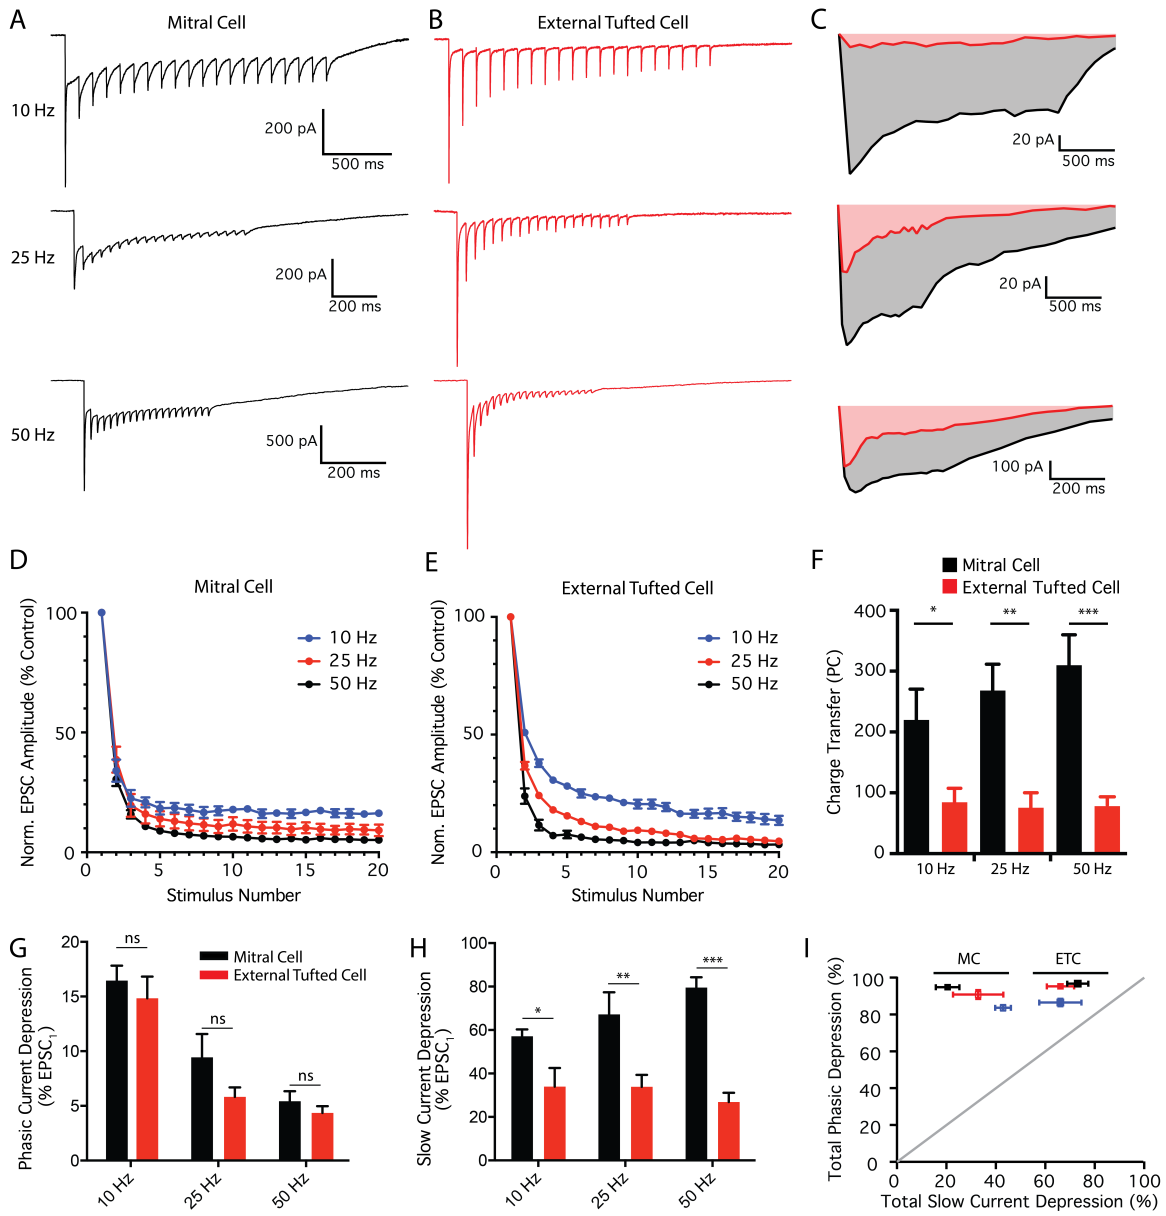 A
Mitral Cell
B
External Tufted Cell
C
10 Hz
200 pA
500 ms
20 pA
500 ms
25 Hz
200 pA
200 ms
20 pA
500 ms
50 Hz
500 pA
200 ms
100 pA
200 ms
D
Mitral Cell
Norm. EPSC Amplitude (% Control)
100
50
0
10 Hz
25 Hz
50 Hz
0 5 10 15 20
Stimulus Number
E
External Tufted Cell
Norm. EPSC Amplitude (% Control)
100
50
0
10 Hz
25 Hz
50 Hz
0 5 10 15 20
Stimulus Number
F
Mitral Cell
External Tufted Cell
Charge Transfer (PC)
400
300
200
100
0
* ** ***
10 Hz 25 Hz 50 Hz
G
Phasic Current Depression
(% EPSC1)
20
15
10
5
0
Mitral Cell
External Tufted Cell
ns
ns
ns
10 Hz 25 Hz 50 Hz
H
Slow Current Depression
(% EPSC1)
100
80
60
40
20
0
* ** ***
10 Hz 25 Hz 50 Hz
I
MC ETC
Total Phasic Depression (%)
100
80
60
40
20
0
0 20 40 60 80 100
Total Slow Current Depression (%)